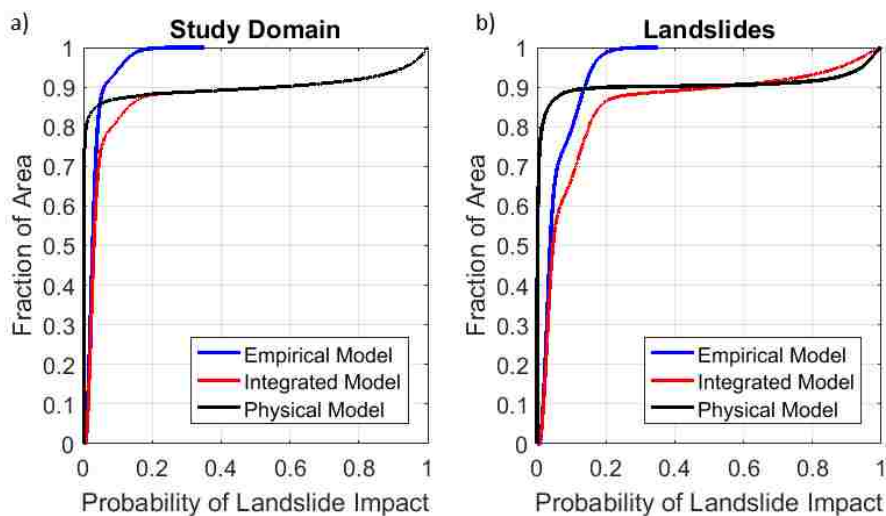 a)
Study Domain
Fraction of Area
1
0.9
0.8
0.7
0.6
0.5
0.4
0.3
0.2
0.1
0
Empirical Model
Integrated Model
Physical Model
0 0.2 0.4 0.6 0.8 1
Probability of Landslide Impact
b)
Landslides
Fraction of Area
1
0.9
0.8
0.7
0.6
0.5
0.4
0.3
0.2
0.1
0
Empirical Model
Integrated Model
Physical Model
0 0.2 0.4 0.6 0.8 1
Probability of Landslide Impact